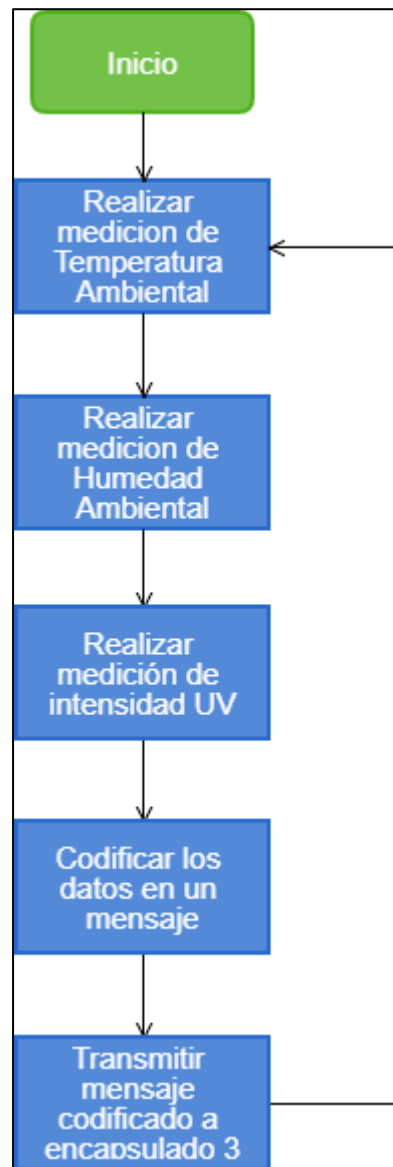 Inicio
Realizar
medicion de
Temperatura
Ambiental
Realizar
medicion de
Humedad
Ambiental
Realizar
medición de
intensidad UV
Codificar los
datos en un
mensaje
Transmitir
mensaje
codificado a
encapsulado 3